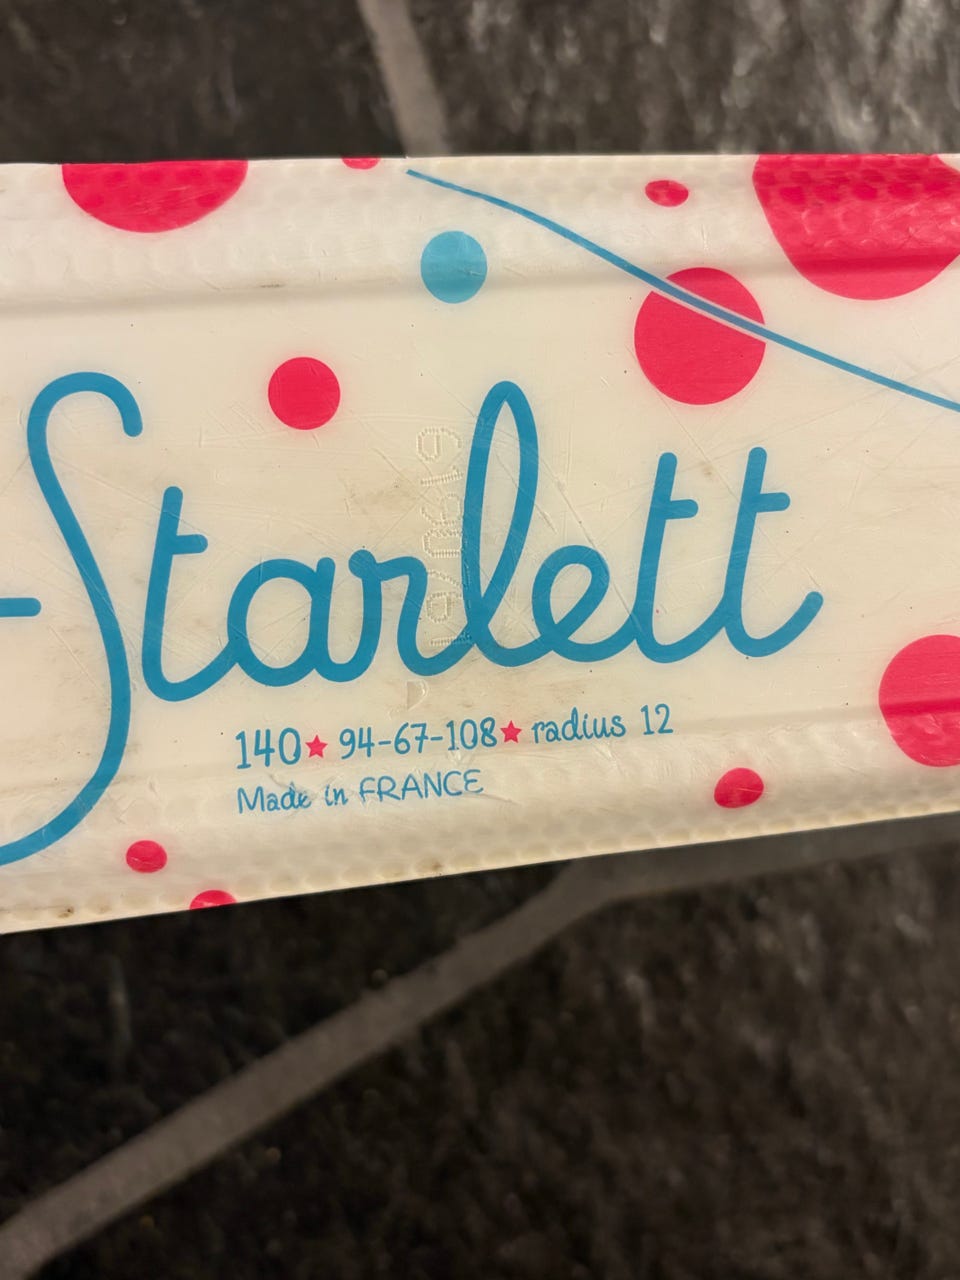 Starlett
140★94-67-108★radius 12
Made in FRANCE